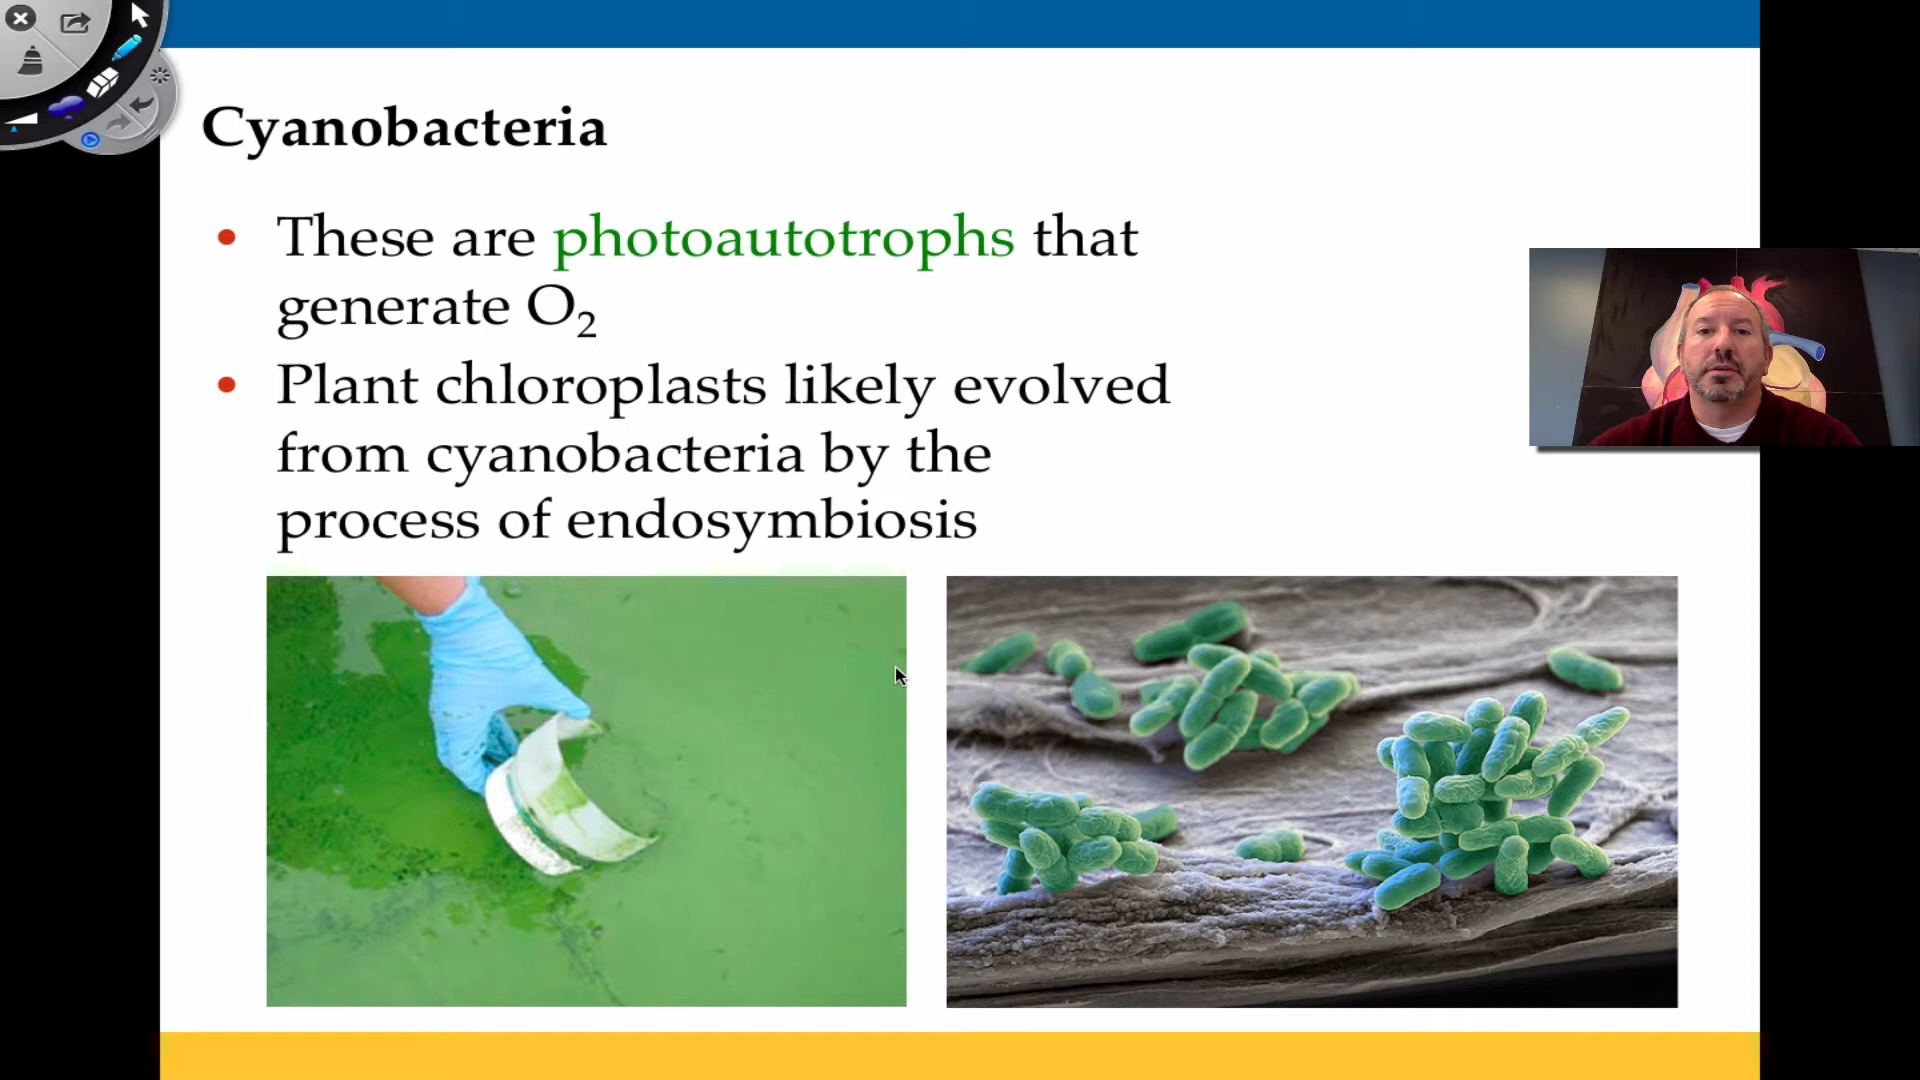 Cyanobacteria
• These are photoautotrophs that
generate O₂
• Plant chloroplasts likely evolved
from cyanobacteria by the
process of endosymbiosis